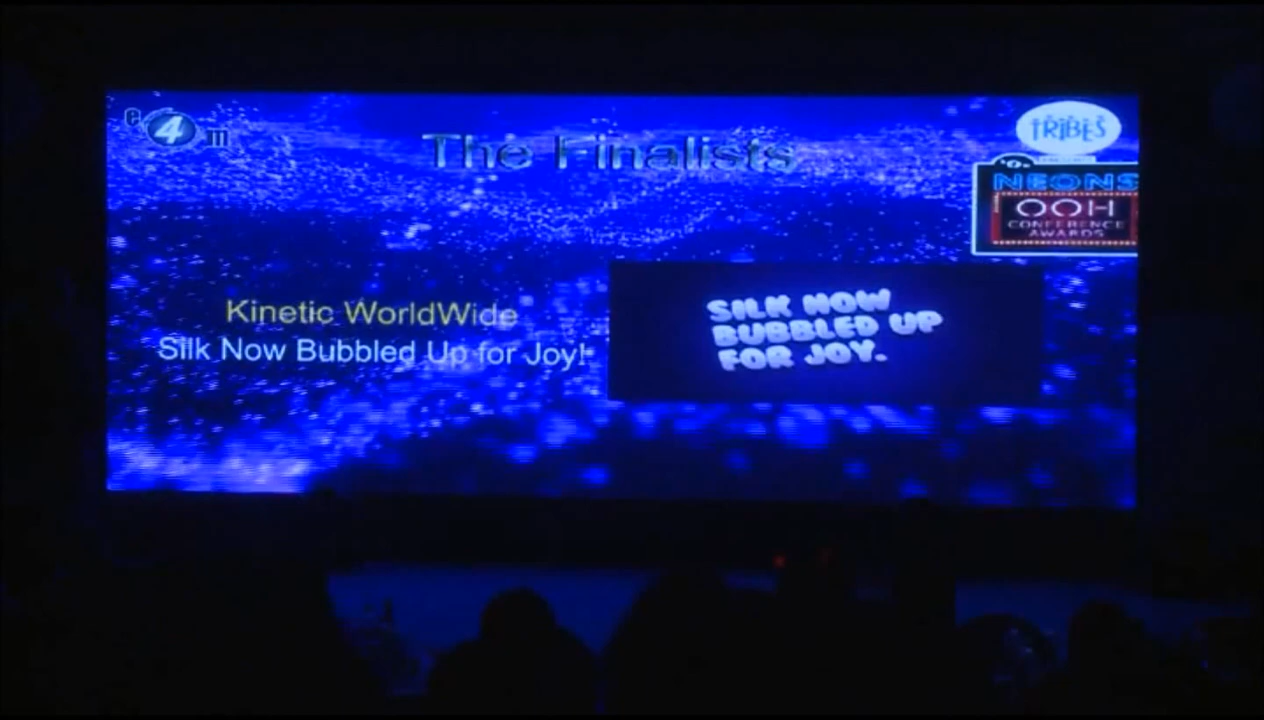 e4m
The Finalists
TRIBES
NEONS
OOH
CONFERENCE
AWARDS
Kinetic WorldWide
Silk Now Bubbled Up for Joy!
SILK NOW
BUBBLED UP
FOR JOY.